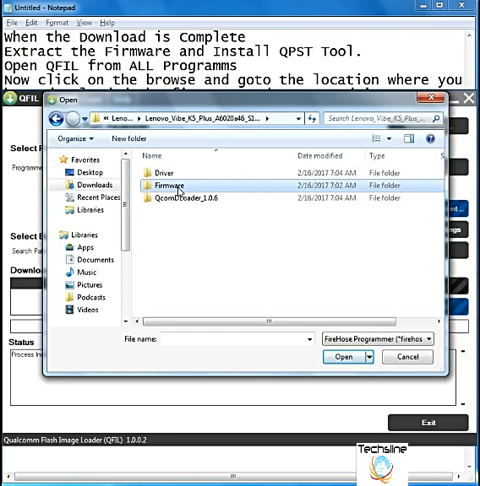 Untitled - Notepad
File Edit Format View Help
when the Download is Complete
Extract the Firmware and Install QPST Tool.
Open QFIL from ALL Programms
Now click on the browse and goto the location where you
QFIL
Open
« Leno... ▸ Lenovo_Vibe_K5_Plus_A6020a46_S1... ▸
Search Lenovo_Vibe_K5_Plus_...
Organize
New folder
Favorites
Desktop
Downloads
Recent Places
Libraries
Libraries
Apps
Documents
Music
Pictures
Podcasts
Videos
Name Date modified Type
Driver 2/16/2017 7:04 AM File folder
Firmware 2/16/2017 7:02 AM File folder
QcomDLoader_1.0.6 2/16/2017 7:04 AM File folder
File name:
FireHose Programmer (*firehos
Open
Cancel
Select
Programme
Select
Search Pat
Downloa
Status
Process In
Exit
Qualcomm Flash Image Loader (QFIL) 1.0.0.2
Techsline